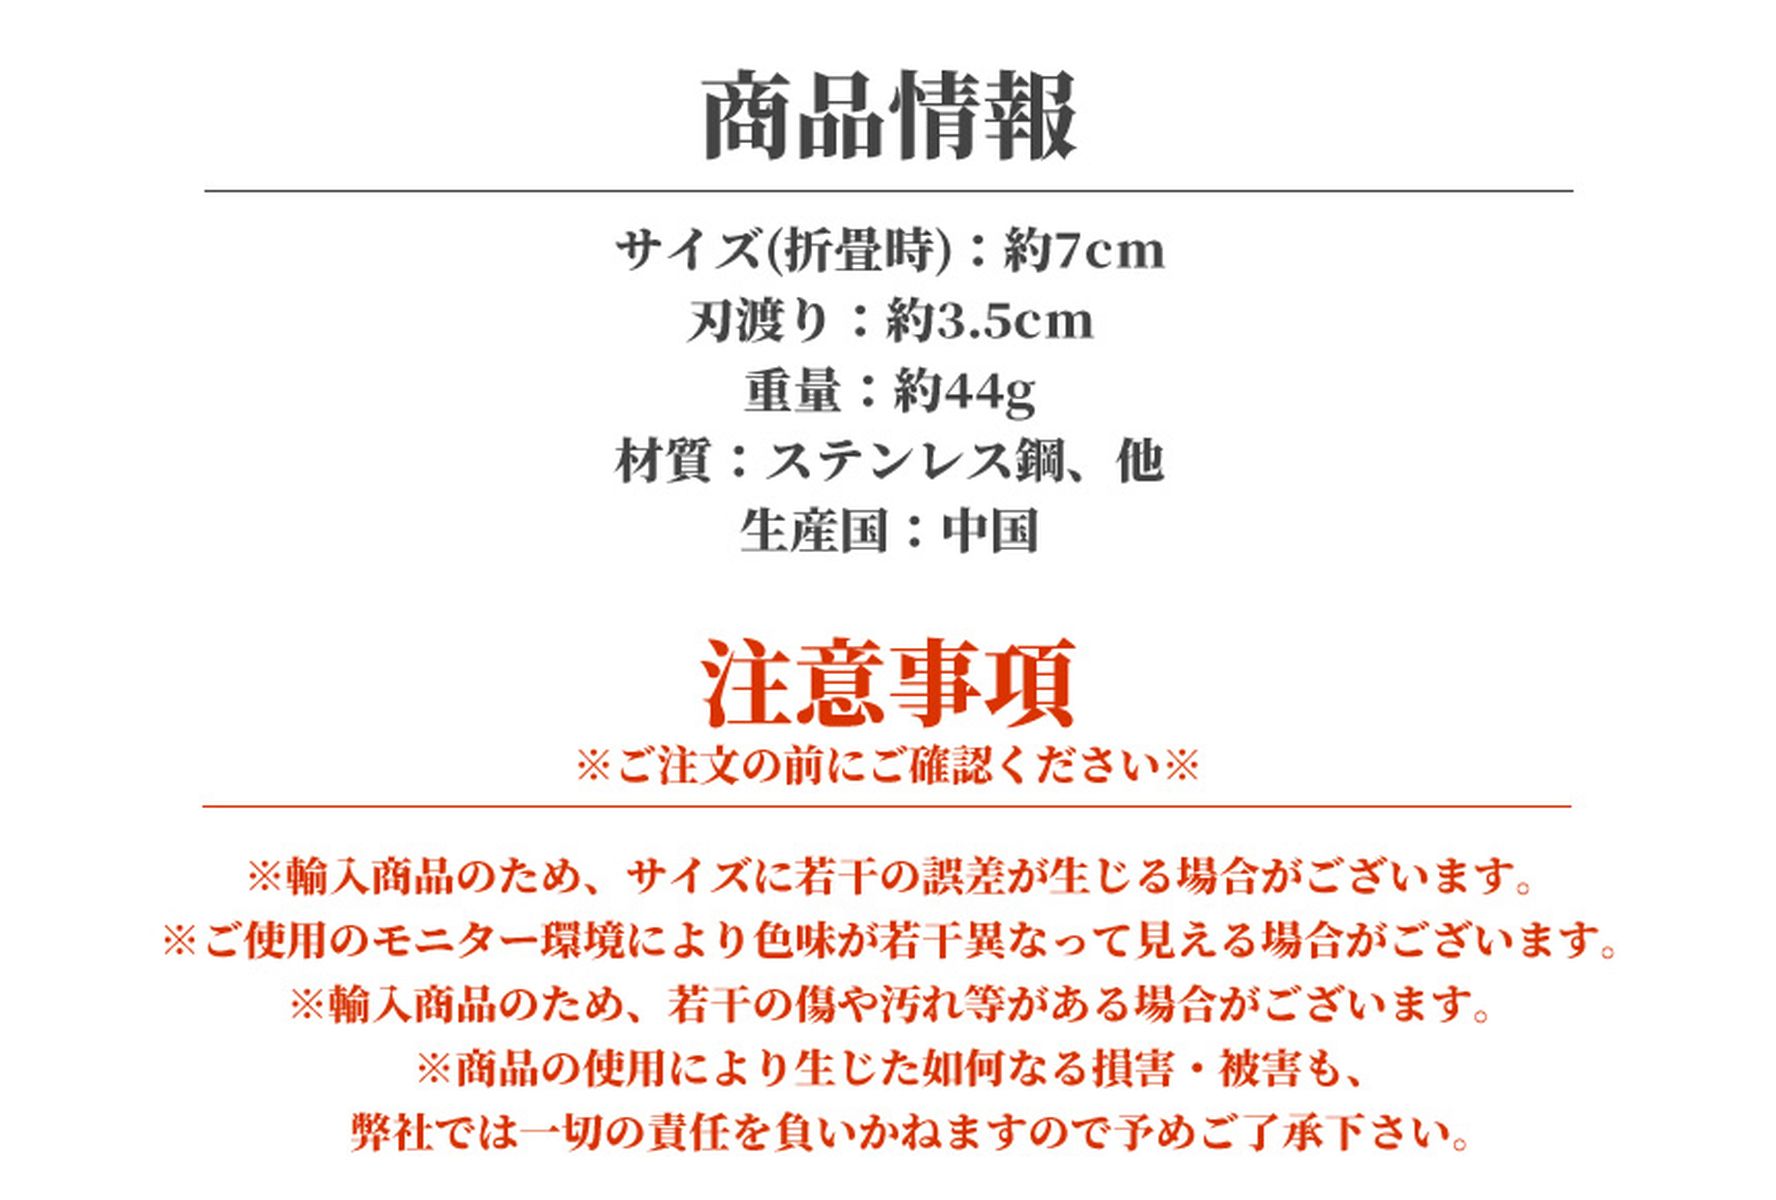 商品情報
サイズ(折畳時)：約7cm
刃渡り：約3.5cm
重量：約44g
材質：ステンレス鋼、他
生産国：中国
注意事項
※ご注文の前にご確認ください※
※輸入商品のため、サイズに若干の誤差が生じる場合がございます。
※ご使用のモニター環境により色味が若干異なって見える場合がございます。
※輸入商品のため、若干の傷や汚れ等がある場合がございます。
※商品の使用により生じた如何なる損害・被害も、
弊社では一切の責任を負いかねますので予めご了承下さい。